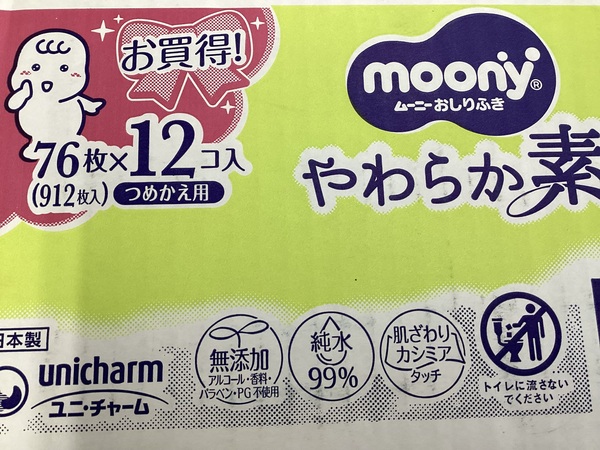 お買得!
moony®
ムーニーおしりふき
76枚×12コ入
(912枚入) つめかえ用
やわらか素
日本製
unicharm
ユニ・チャーム
無添加
アルコール・香料・
パラベン・PG不使用
純水
99%
肌ざわり
カシミア
タッチ
トイレに流さない
でください